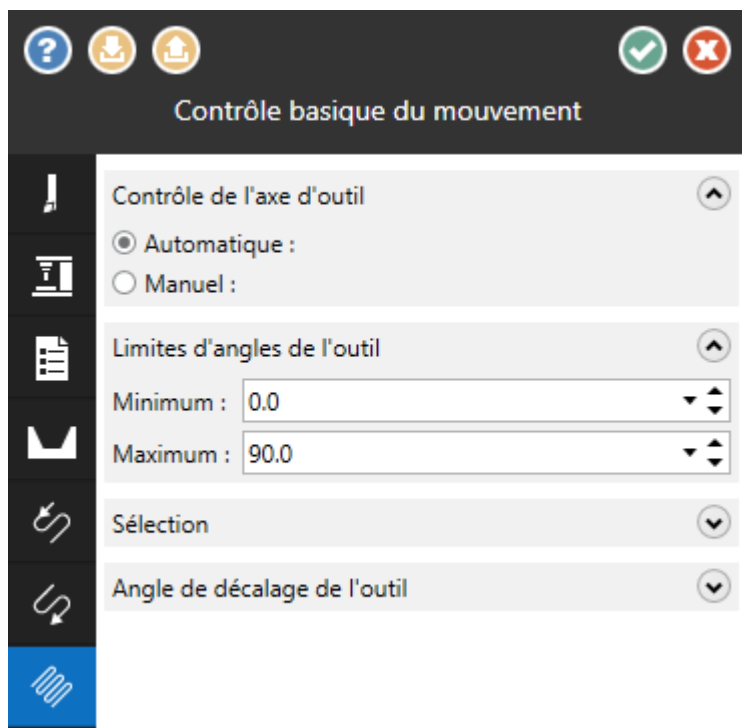 Contrôle basique du mouvement
Contrôle de l'axe d'outil
Automatique :
Manuel :
Limites d'angles de l'outil
Minimum : 0.0
Maximum : 90.0
Sélection
Angle de décalage de l'outil